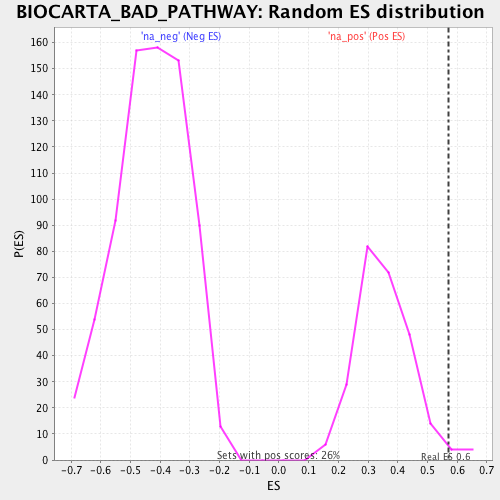 BIOCARTA_BAD_PATHWAY: Random ES distribution
'na_neg' (Neg ES) 'na_pos' (Pos ES)
160
150
140
130
120
110
100
90
80
70
60
50
40
30
20
10
0
P(ES)
Sets with pos scores: 26%
Real ES 0.6
-0.7 -0.6 -0.5 -0.4 -0.3 -0.2 -0.1 0.0 0.1 0.2 0.3 0.4 0.5 0.6 0.7
ES